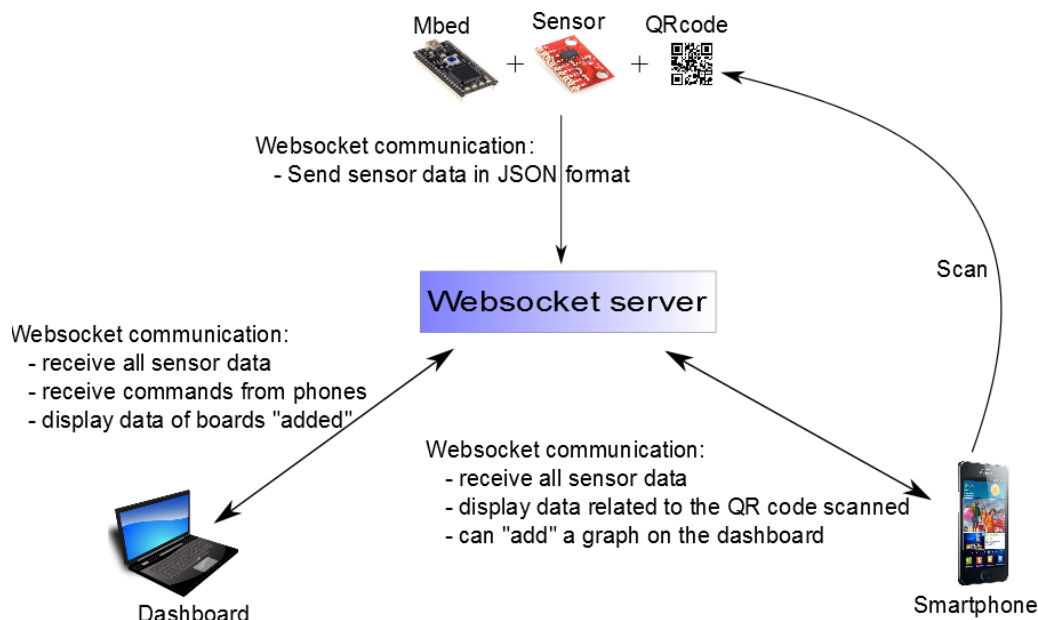 Mbed
Sensor
QRcode
+
+
Websocket communication:
- Send sensor data in JSON format
Scan
Websocket server
Websocket communication:
- receive all sensor data
- receive commands from phones
- display data of boards "added"
Websocket communication:
- receive all sensor data
- display data related to the QR code scanned
- can "add" a graph on the dashboard
Dashboard
Smartphone